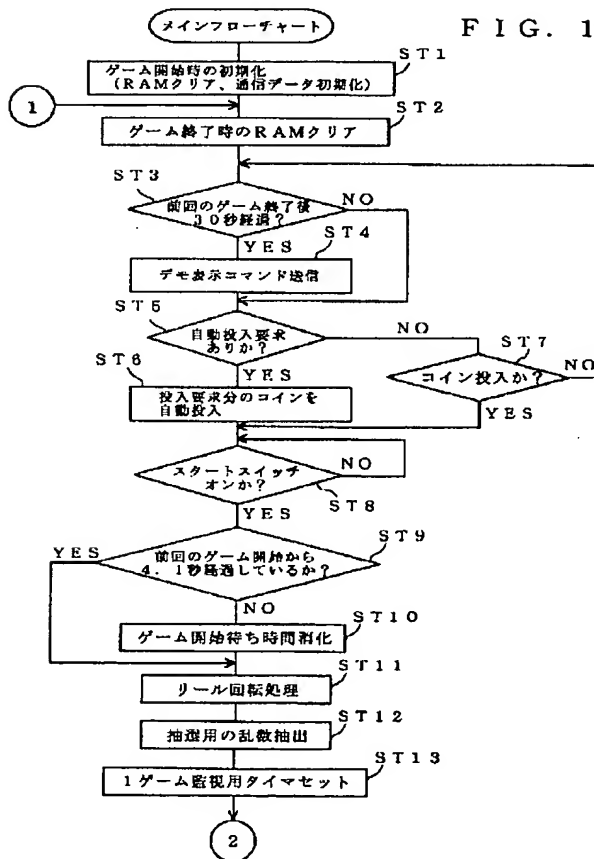 FIG. 1
メインフローチャート
ST1
ゲーム開始時の初期化
(RAMクリア、通信データ初期化)
1
ST2
ゲーム終了時のRAMクリア
ST3
前回のゲーム終了後
30秒経過?
NO
YES
ST4
デモ表示コマンド送信
ST5
自動投入要求
ありか?
NO
YES
ST6
投入要求分のコインを
自動投入
ST7
コイン投入か?
NO
YES
スタートスイッチ
オンか?
NO
ST8
YES
ST9
前回のゲーム開始から
4.1秒経過しているか?
YES
NO
ST10
ゲーム開始待ち時間消化
ST11
リール回転処理
ST12
抽選用の乱数抽出
ST13
1ゲーム監視用タイマセット
2